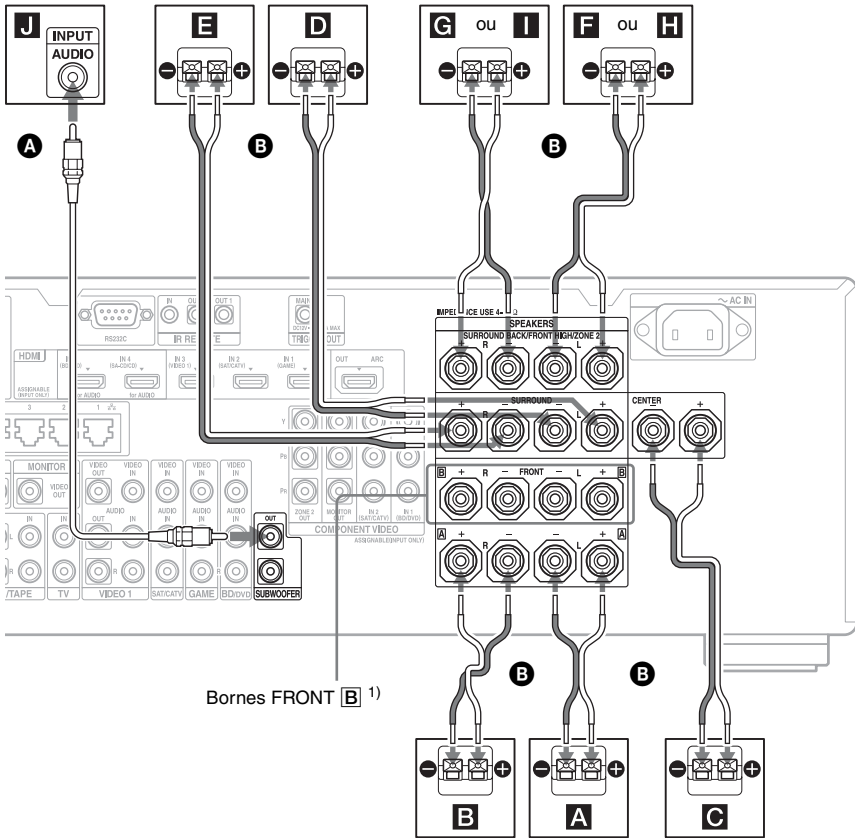 J
INPUT
AUDIO
E
D
G ou I
F ou H
A
B
B
RS232C
IN
OUT 1
IR REMOTE
MAIN
TRIGGER OUT
IMPEDANCE USE 4-
SPEAKERS
SURROUND BACK/FRONT HIGH/ZONE 2
+ R − − L +
~ AC IN
HDMI
ASSIGNABLE
(INPUT ONLY)
IN 4
(SA-CD/CD)
for AUDIO
IN 3
(VIDEO 1)
IN 2
(SAT/CATV)
IN 1
(GAME)
OUT
ARC
for AUDIO
SURROUND
+ R − − L +
CENTER
− +
3 2 1
Y
PB
PR
MONITOR
VIDEO OUT
VIDEO OUT
VIDEO IN
VIDEO IN
VIDEO IN
VIDEO IN
AUDIO OUT
AUDIO IN
AUDIO IN
AUDIO IN
AUDIO IN
ZONE 2 OUT
MONITOR OUT
IN 2
(SAT/CATV)
IN 1
(BD/DVD)
COMPONENT VIDEO
ASSIGNABLE(INPUT ONLY)
B + R − FRONT − L + B
A + R − − L + A
IN
IN
OUT
/TAPE
TV
VIDEO 1
SAT/CATV
GAME
BD/DVD
SUBWOOFER
Bornes FRONT B 1)
B
B
B
A
C